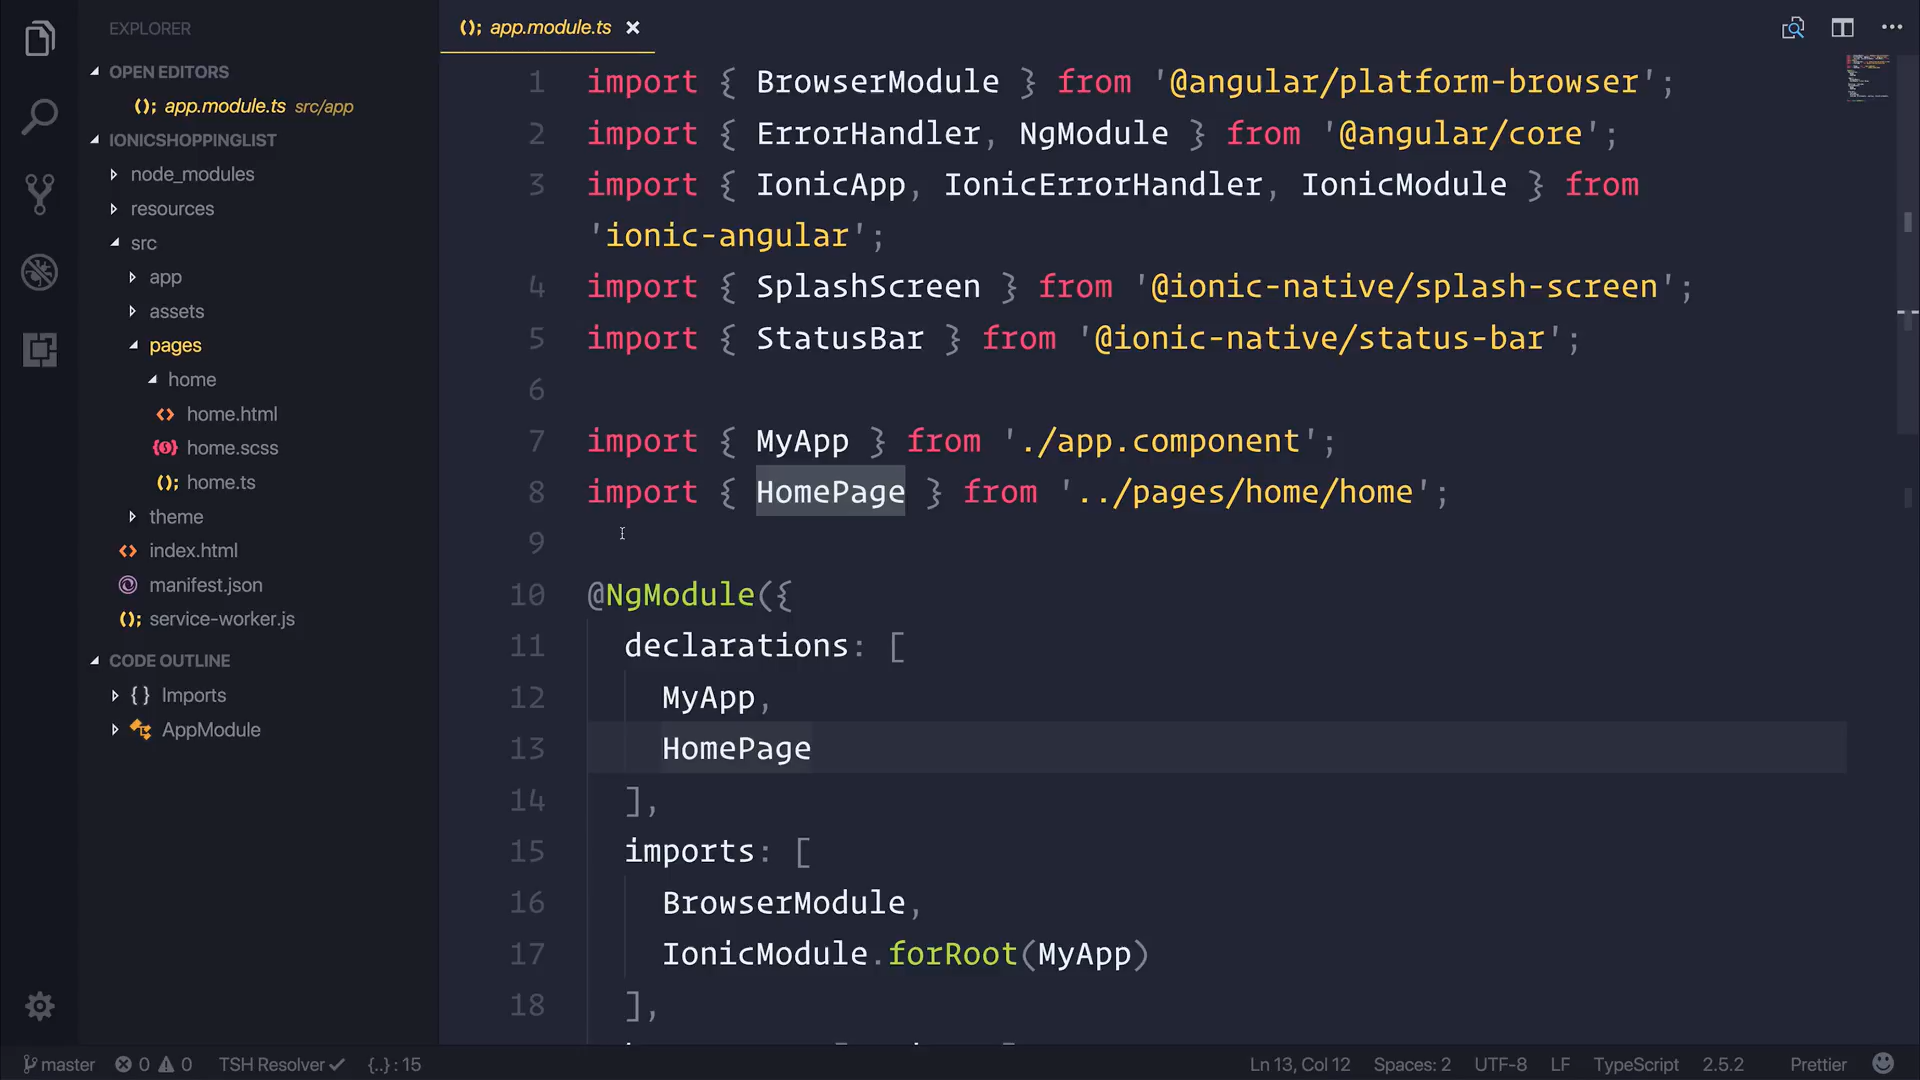 EXPLORER
OPEN EDITORS
(); app.module.ts src/app
IONICSHOPPINGLIST
node_modules
resources
src
app
assets
pages
home
<> home.html
home.scss
(); home.ts
theme
<> index.html
manifest.json
(); service-worker.js
CODE OUTLINE
{} Imports
AppModule
(); app.module.ts ×
1 import { BrowserModule } from '@angular/platform-browser';
2 import { ErrorHandler, NgModule } from '@angular/core';
3 import { IonicApp, IonicErrorHandler, IonicModule } from
'ionic-angular';
4 import { SplashScreen } from '@ionic-native/splash-screen';
5 import { StatusBar } from '@ionic-native/status-bar';
6
7 import { MyApp } from './app.component';
8 import { HomePage } from '../pages/home/home';
9
10 @NgModule({
11 declarations: [
12 MyApp,
13 HomePage
14 ],
15 imports: [
16 BrowserModule,
17 IonicModule.forRoot(MyApp)
18 ],
master 0 0 TSH Resolver✓ {..} : 15 Ln 13, Col 12 Spaces: 2 UTF-8 LF TypeScript 2.5.2 Prettier